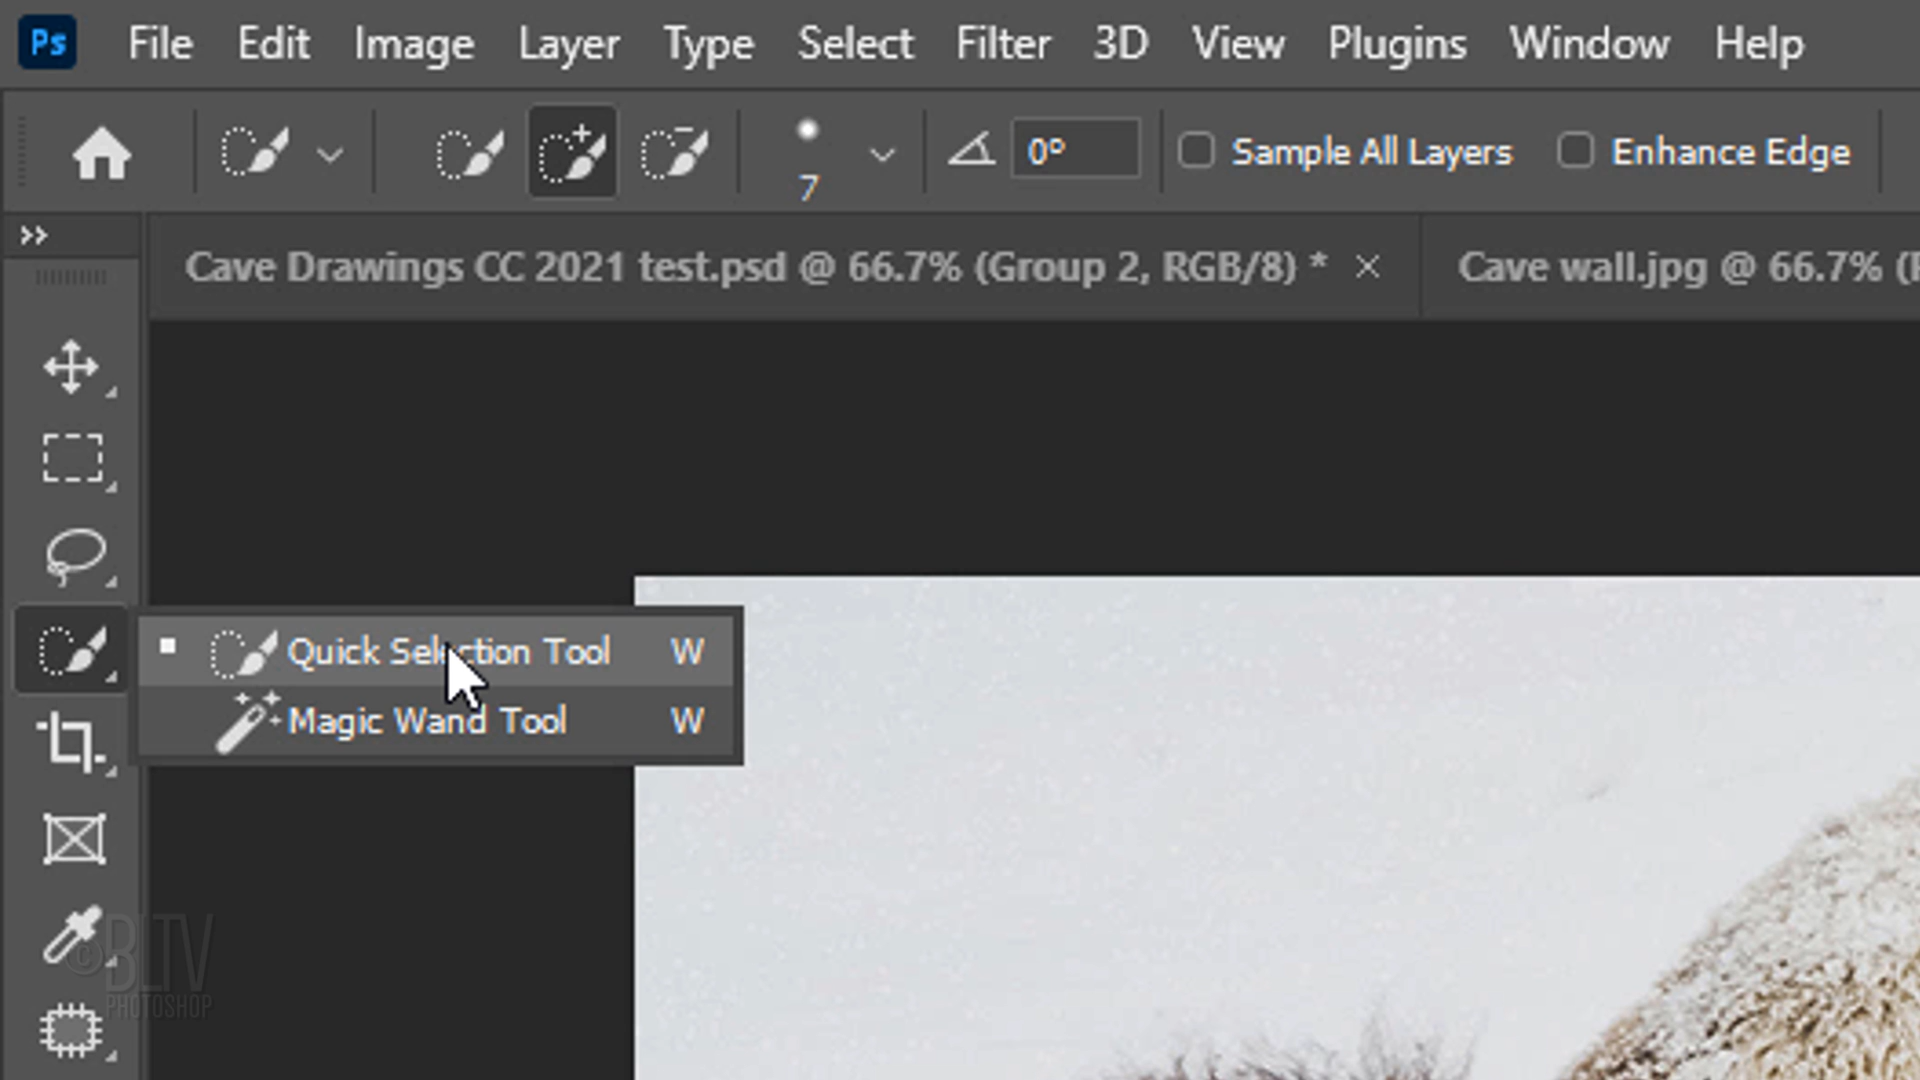 Ps File Edit Image Layer Type Select Filter 3D View Plugins Window Help
7 0° Sample All Layers Enhance Edge
Cave Drawings CC 2021 test.psd @ 66.7% (Group 2, RGB/8) * × Cave wall.jpg @ 66.7% (
Quick Selection Tool W
Magic Wand Tool W
©BLTV
PHOTOSHOP